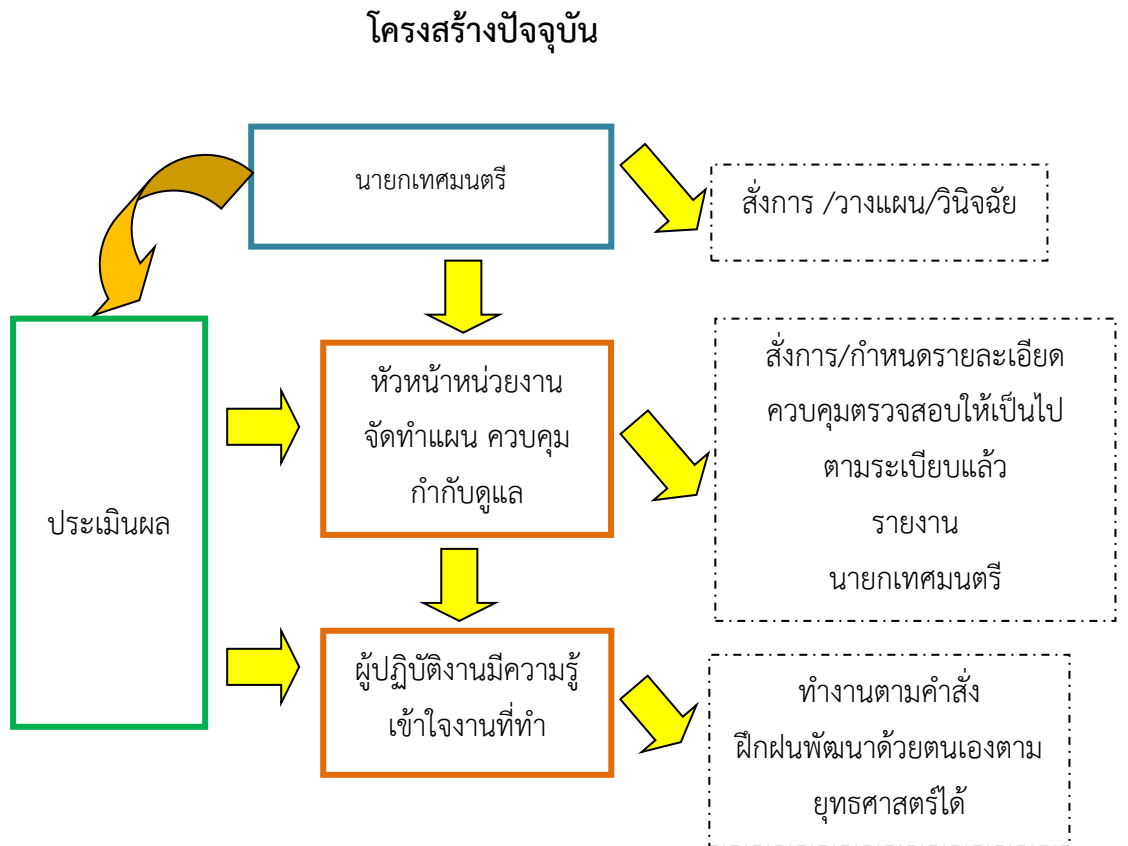 โครงสร้างปัจจุบัน
นายกเทศมนตรี
สั่งการ /วางแผน/วินิจฉัย
หัวหน้าหน่วยงาน
จัดทำแผน ควบคุม
กำกับดูแล
สั่งการ/กำหนดรายละเอียด
ควบคุมตรวจสอบให้เป็นไป
ตามระเบียบแล้ว
รายงาน
นายกเทศมนตรี
ประเมินผล
ผู้ปฏิบัติงานมีความรู้
เข้าใจงานที่ทำ
ทำงานตามคำสั่ง
ฝึกฝนพัฒนาด้วยตนเองตาม
ยุทธศาสตร์ได้